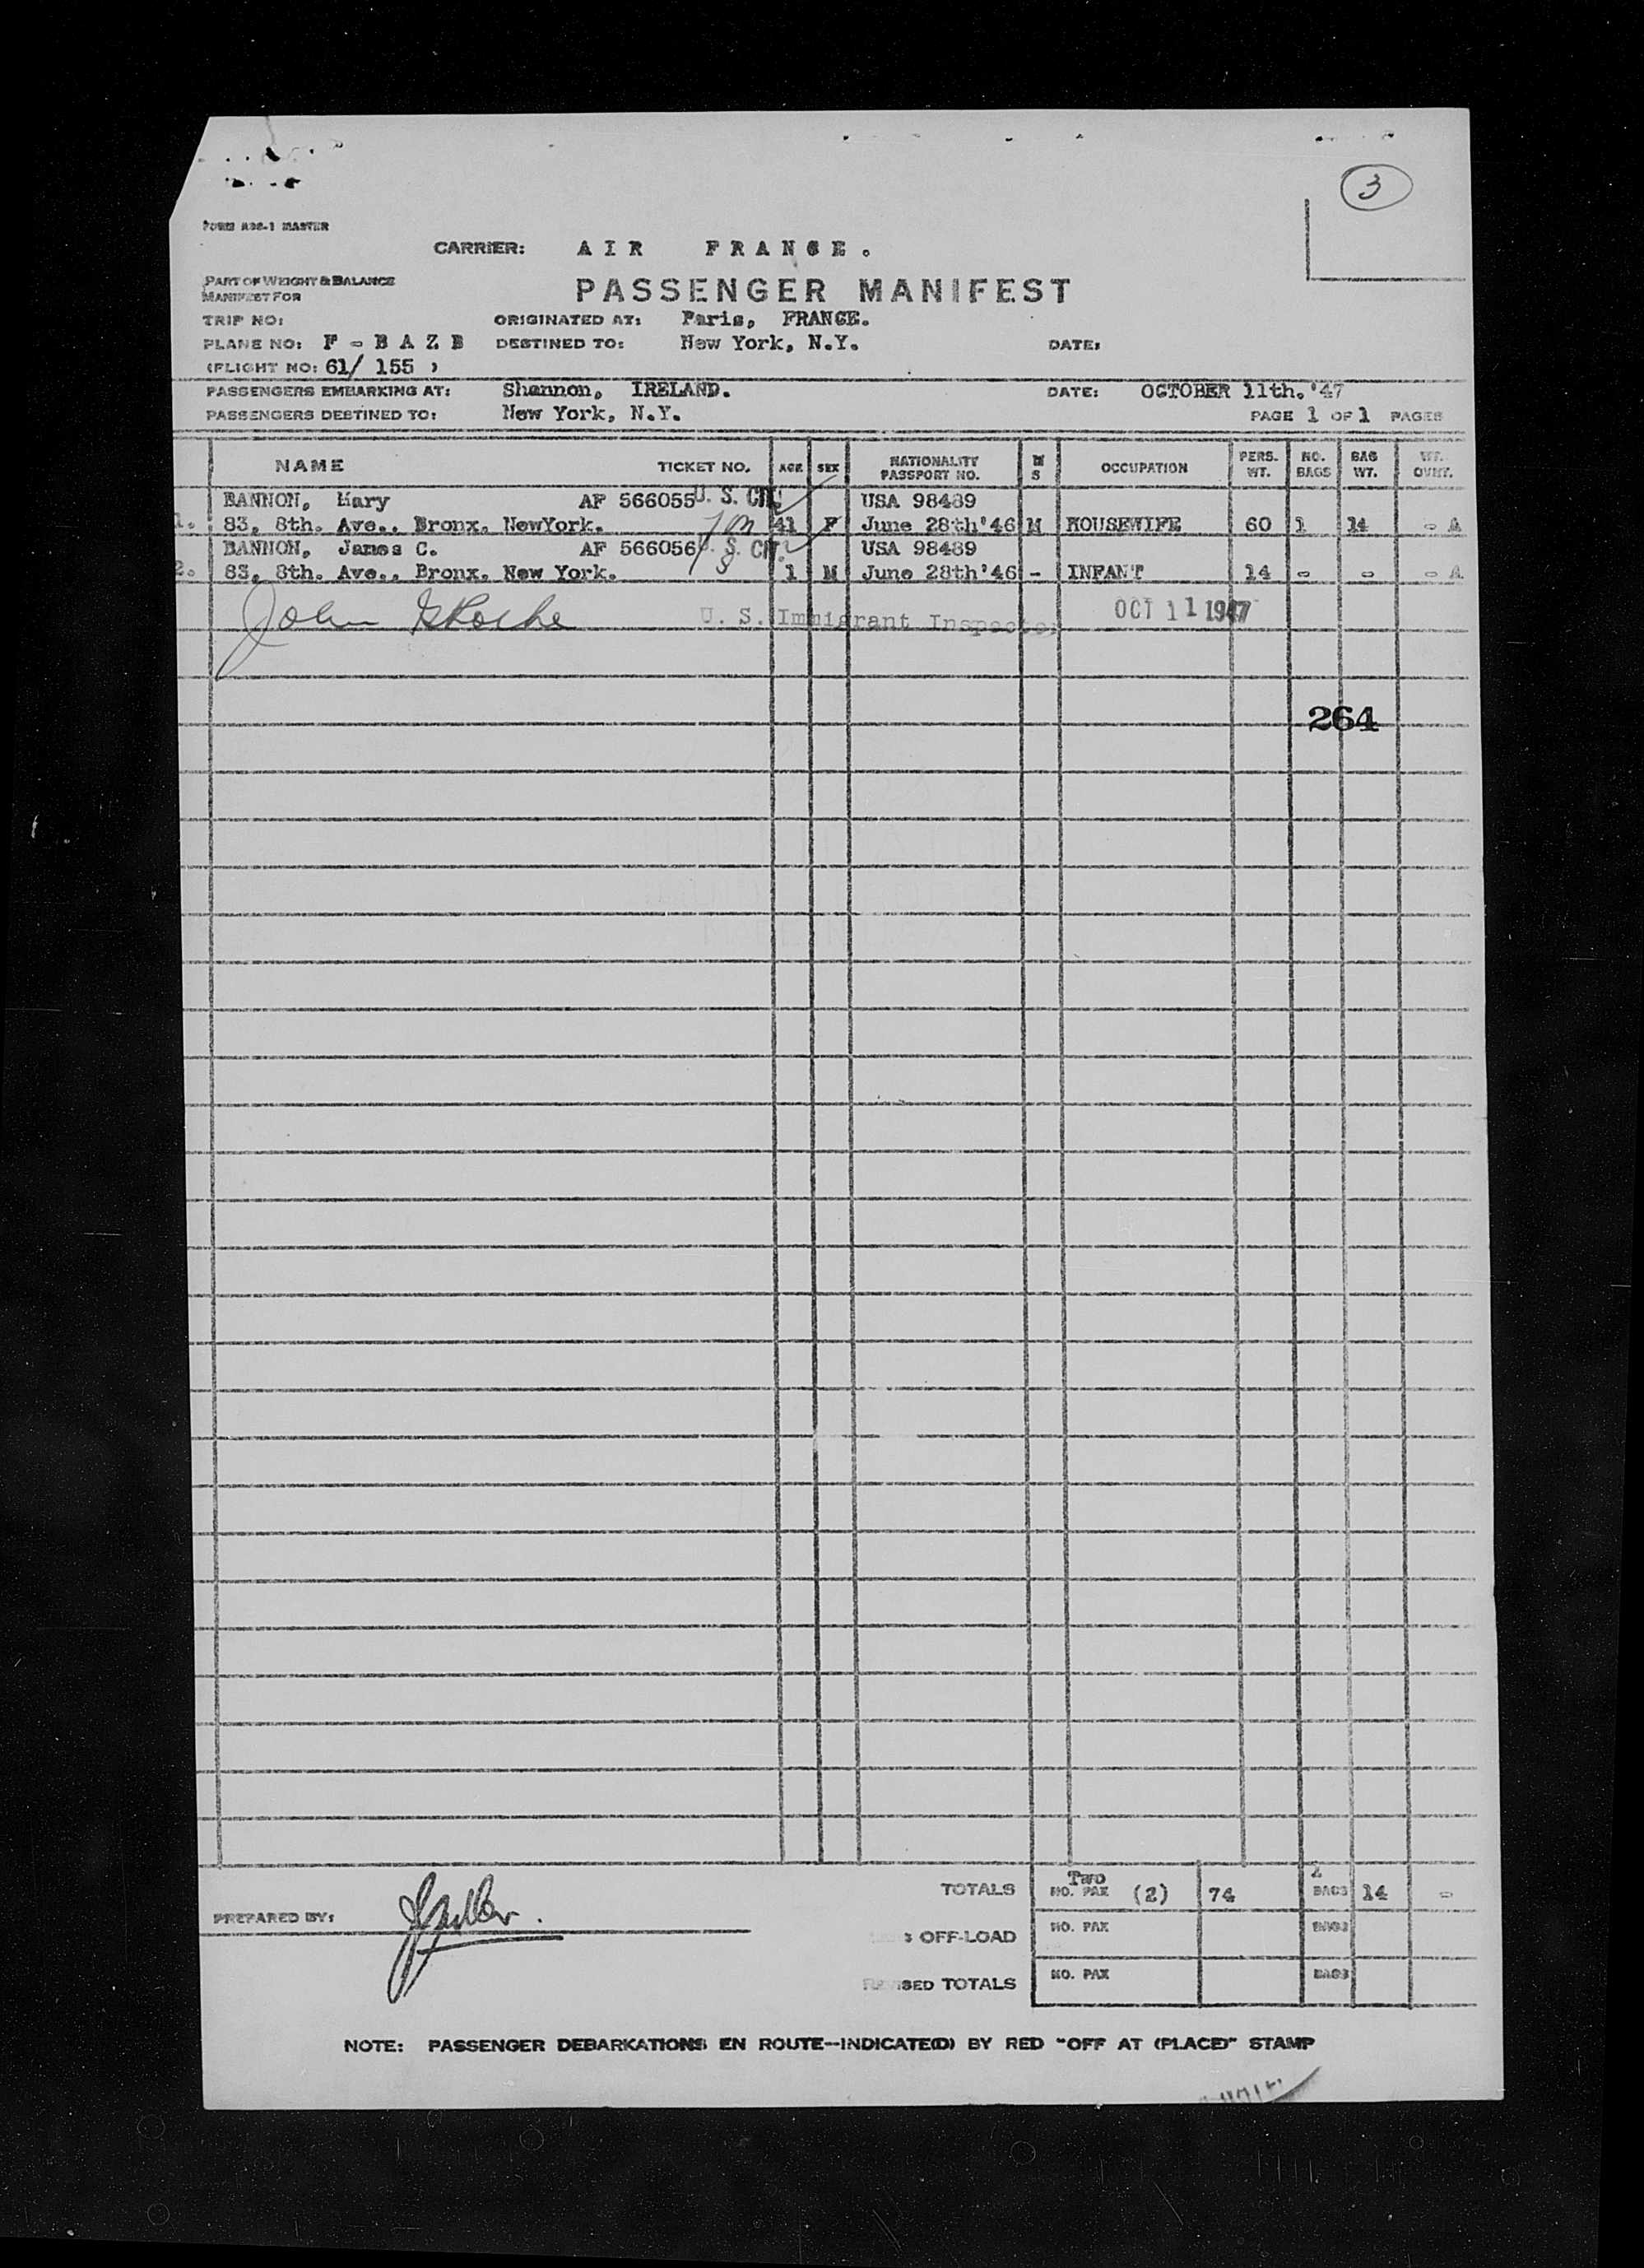 3
FORM ADS-1 MASTER
CARRIER: AIR FRANCE.
PART OF WEIGHT & BALANCE
MANIFEST FOR
PASSENGER MANIFEST
TRIP NO: ORIGINATED AT: Paris, FRANCE.
PLANE NO: F - B A Z B DESTINED TO: New York, N.Y. DATE:
(FLIGHT NO: 61/ 155 )
PASSENGERS EMBARKING AT: Shannon, IRELAND. DATE: OCTOBER 11th.'47
PASSENGERS DESTINED TO: New York, N.Y. PAGE 1 OF 1 PAGES
NAME TICKET NO. AGE SEX NATIONALITY PASSPORT NO. M S OCCUPATION PERS. WT. NO. BAGS BAG WT. WT. OVWT.
BANNON, Mary AF 566055 U. S. CIT. USA 98489
1. 83, 8th. Ave., Bronx. NewYork. 41 F June 28th'46 M HOUSEWIFE 60 1 14 - A
BANNON, James C. AF 566056 U. S. CIT. USA 98489
2. 83, 8th. Ave., Bronx. New York. 1 M June 28th'46 - INFANT 14 - - - A
John Roche U. S. Immigrant Inspector OCT 11 1947
264
TOTALS Two NO. PAX (2) 74 BAGS 14 -
PREPARED BY:
NO. PAX BAGS
OFF-LOAD
REVISED TOTALS NO. PAX BAGS
NOTE: PASSENGER DEBARKATIONS EN ROUTE--INDICATE(D) BY RED "OFF AT (PLACE)" STAMP